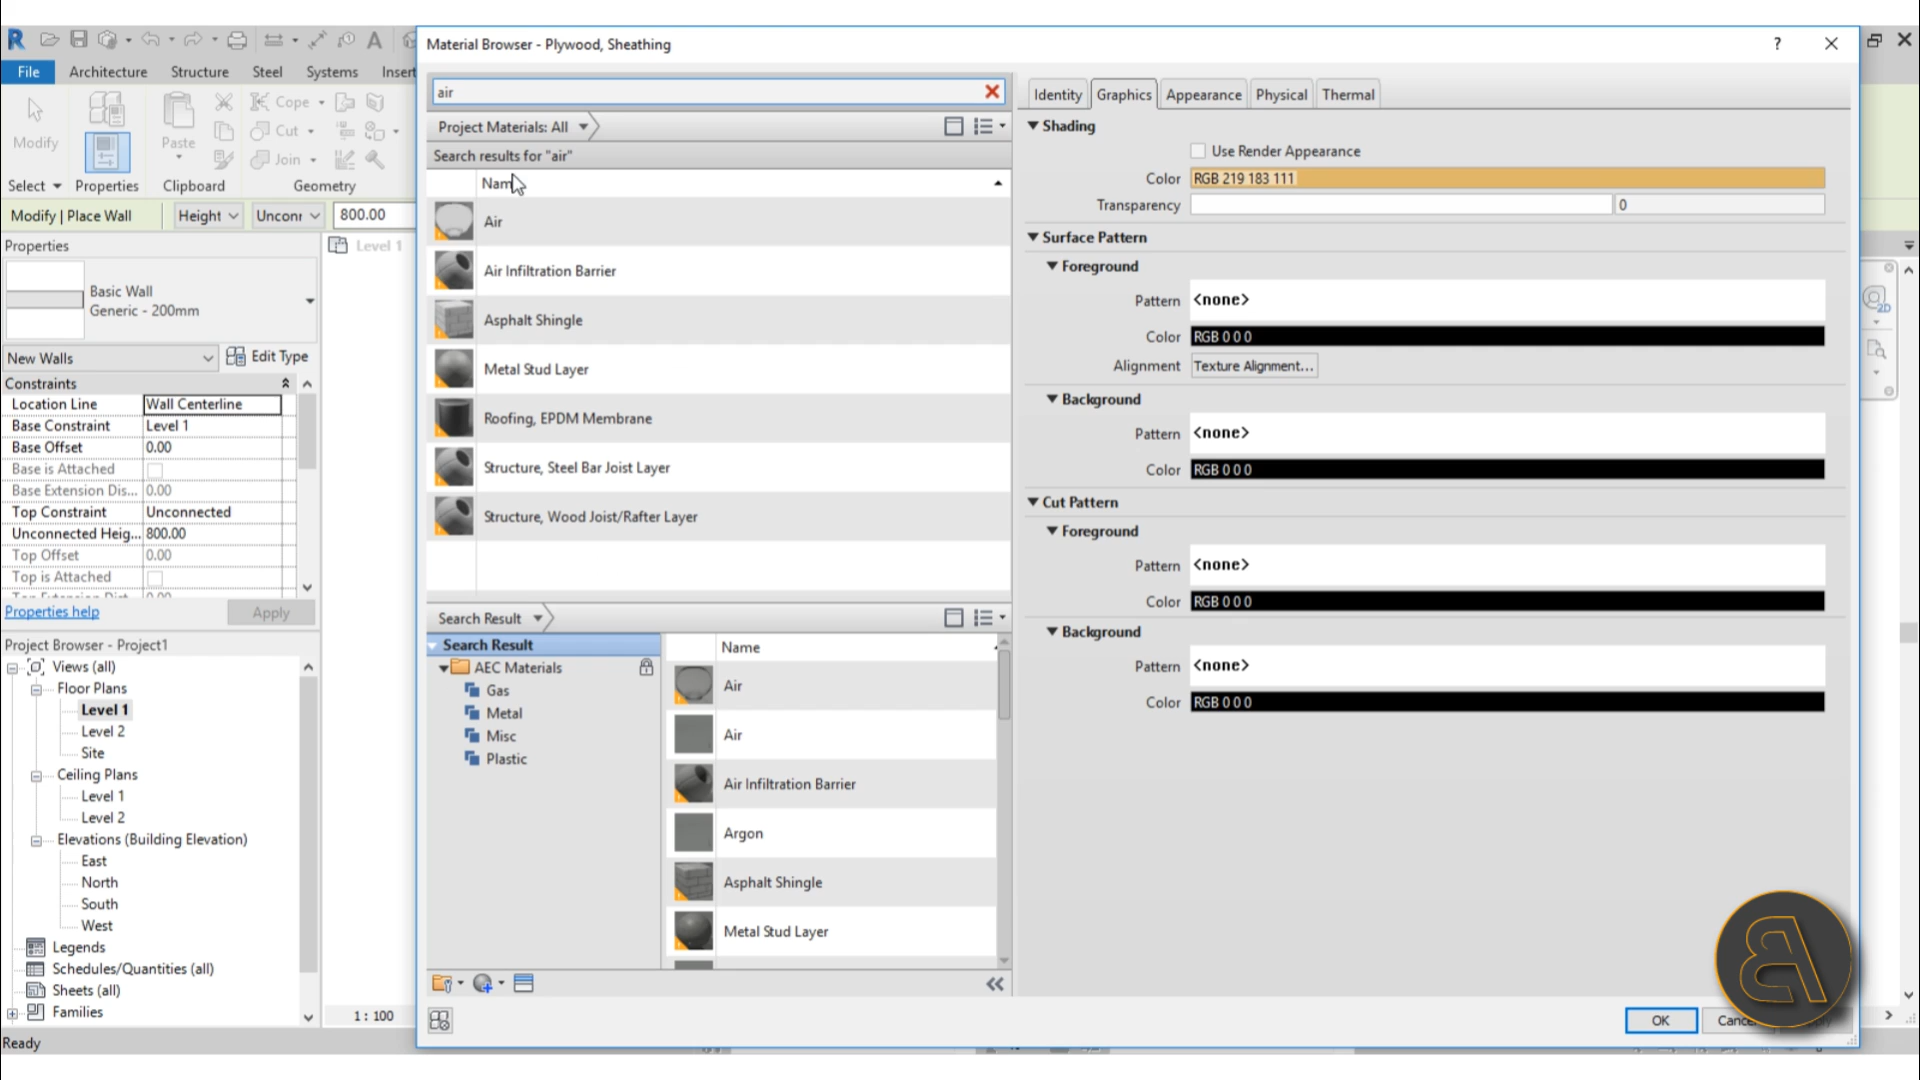 File
Architecture
Structure
Steel
Systems
Insert
Modify
Paste
Cope
Cut
Join
Select
Properties
Clipboard
Geometry
Modify | Place Wall
Height
Unconr
800.00
Properties
Basic Wall
Generic - 200mm
New Walls
Edit Type
Constraints
Location Line Wall Centerline
Base Constraint Level 1
Base Offset 0.00
Base is Attached
Base Extension Dis... 0.00
Top Constraint Unconnected
Unconnected Heig... 800.00
Top Offset 0.00
Top is Attached
Properties help
Apply
Project Browser - Project1
Views (all)
Floor Plans
Level 1
Level 2
Site
Ceiling Plans
Level 1
Level 2
Elevations (Building Elevation)
East
North
South
West
Legends
Schedules/Quantities (all)
Sheets (all)
Families
Ready
Level 1
1 : 100
Material Browser - Plywood, Sheathing
?
air
Project Materials: All
Search results for "air"
Name
Air
Air Infiltration Barrier
Asphalt Shingle
Metal Stud Layer
Roofing, EPDM Membrane
Structure, Steel Bar Joist Layer
Structure, Wood Joist/Rafter Layer
Search Result
Search Result
AEC Materials
Gas
Metal
Misc
Plastic
Name
Air
Air
Air Infiltration Barrier
Argon
Asphalt Shingle
Metal Stud Layer
Identity
Graphics
Appearance
Physical
Thermal
Shading
Use Render Appearance
Color RGB 219 183 111
Transparency 0
Surface Pattern
Foreground
Pattern <none>
Color RGB 0 0 0
Alignment Texture Alignment...
Background
Pattern <none>
Color RGB 0 0 0
Cut Pattern
Foreground
Pattern <none>
Color RGB 0 0 0
Background
Pattern <none>
Color RGB 0 0 0
OK
Cancel
2D